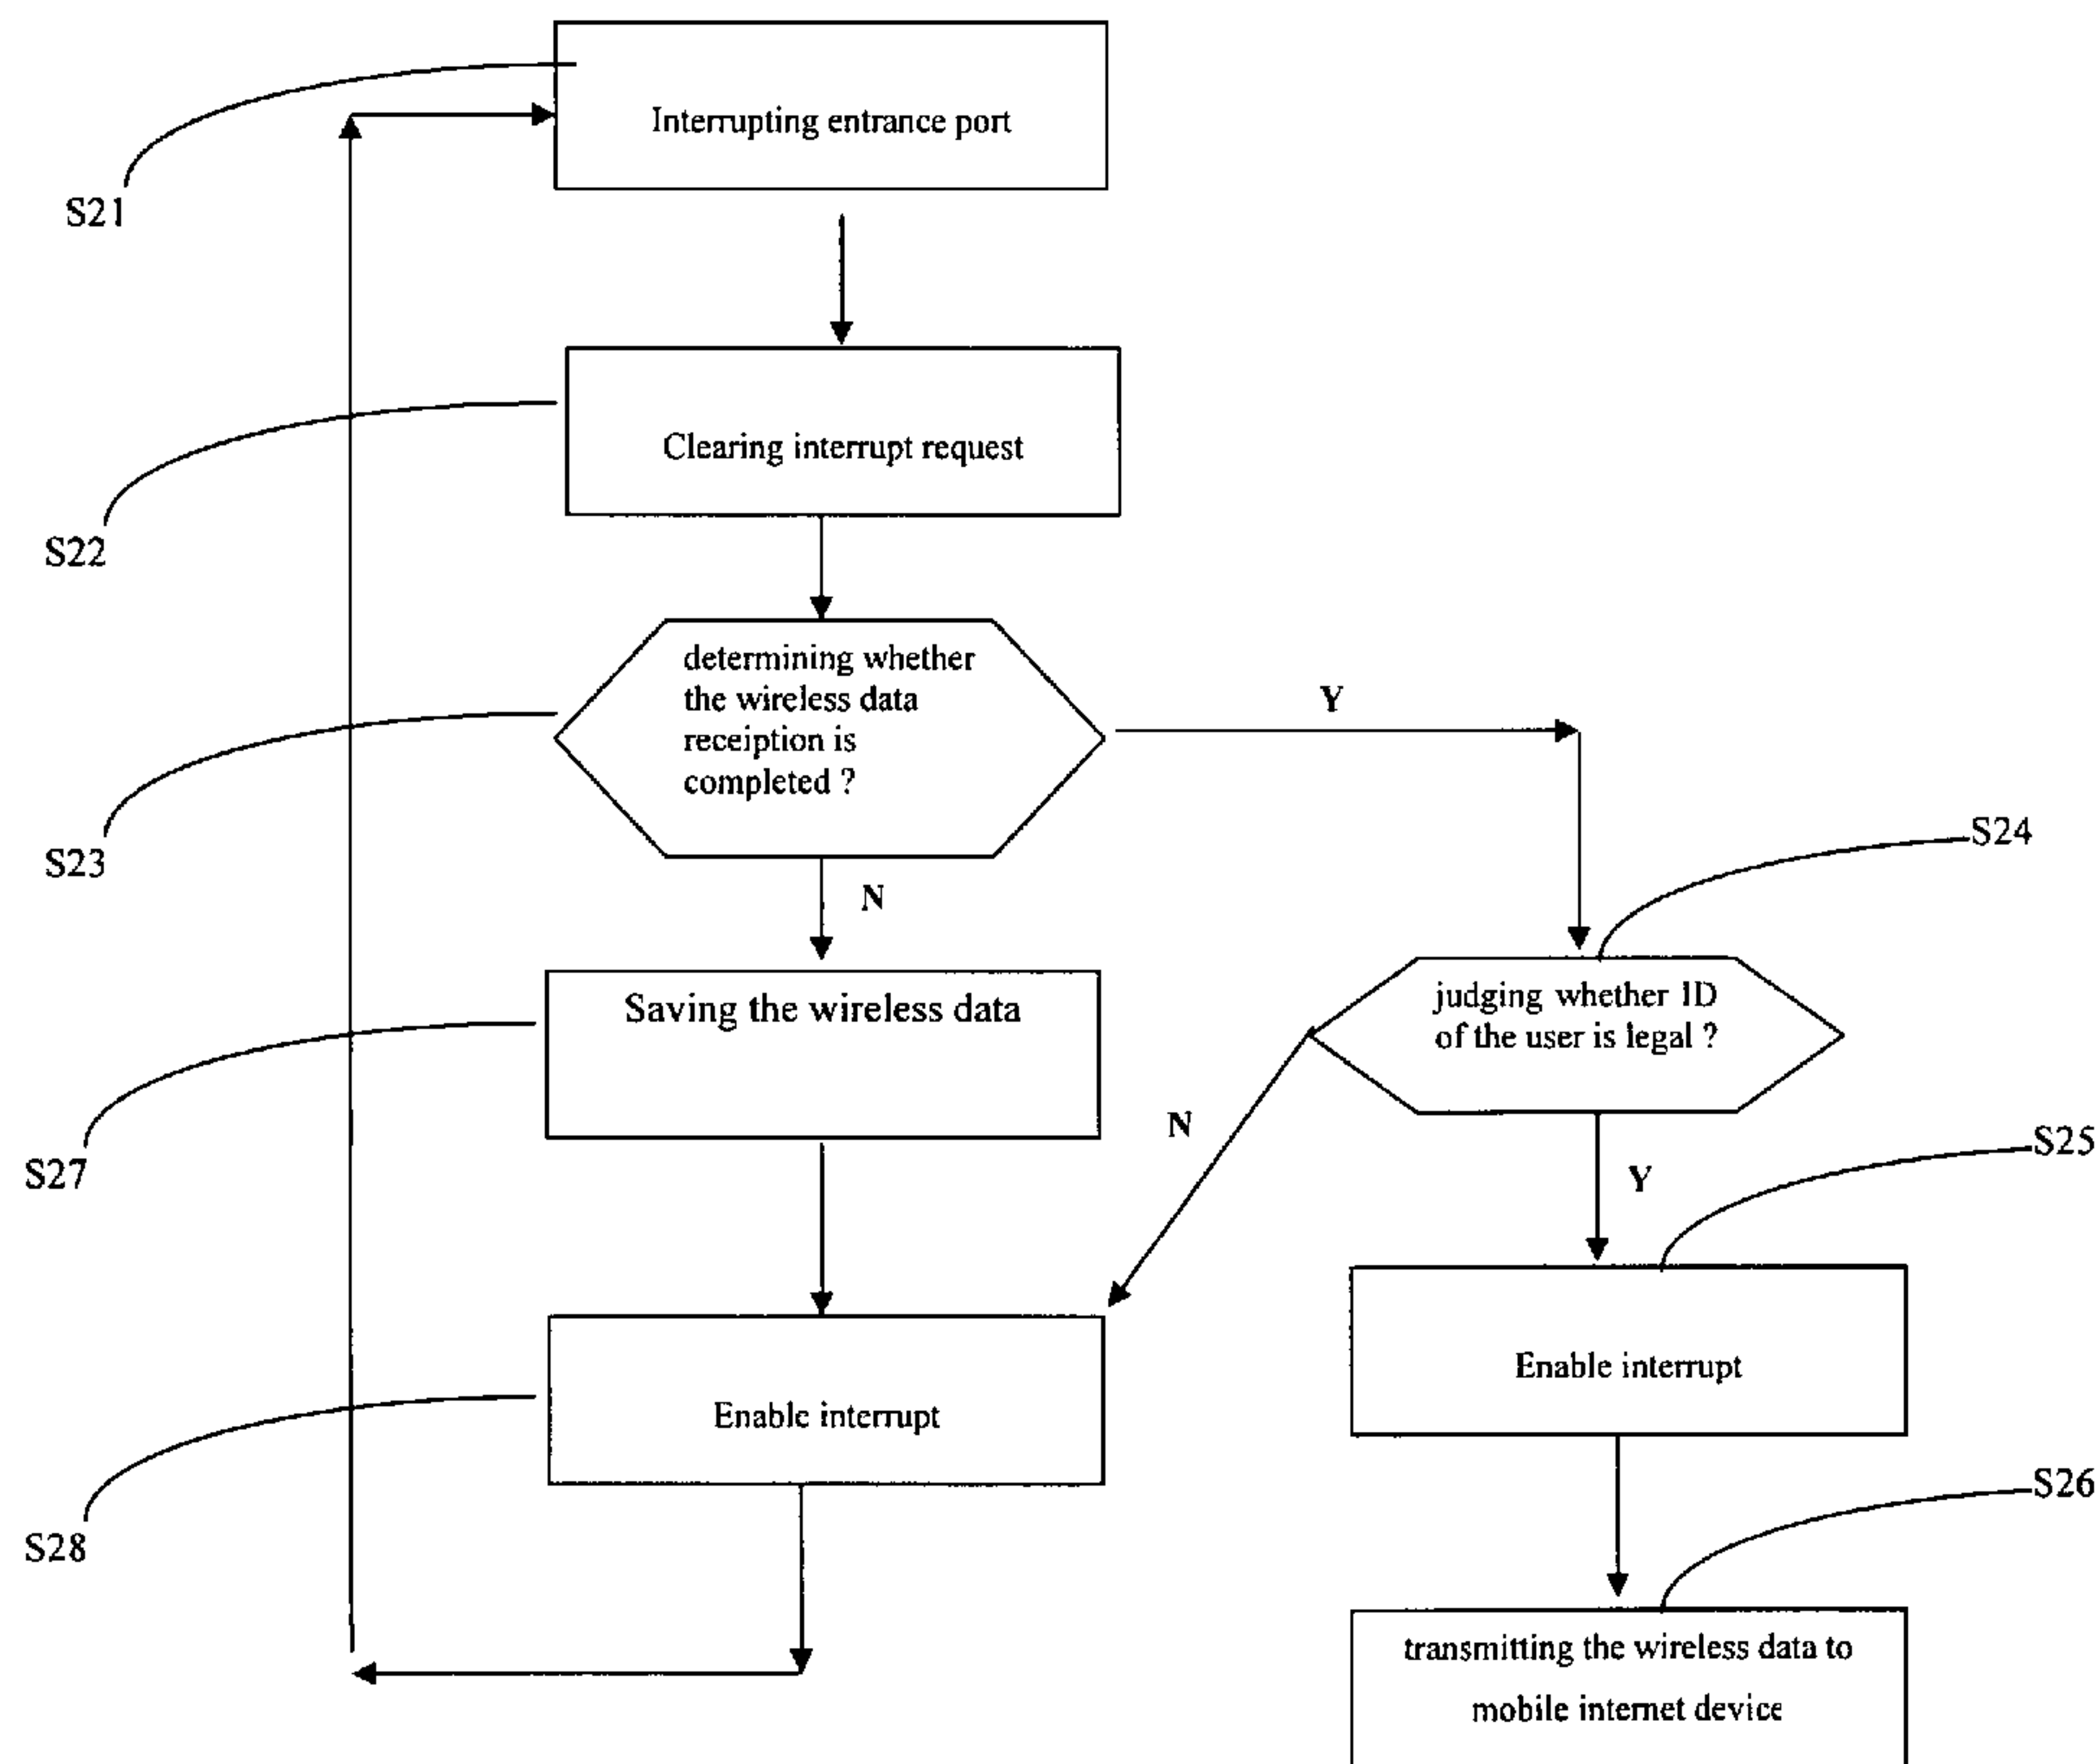 Interrupting entrance port
S21
Clearing interrupt request
S22
determining whether
the wireless data
receiption is
completed ?
Y
S23
N
S24
judging whether ID
of the user is legal ?
Saving the wireless data
S27
N
Y
S25
Enable interrupt
Enable interrupt
S28
S26
transmitting the wireless data to
mobile internet device